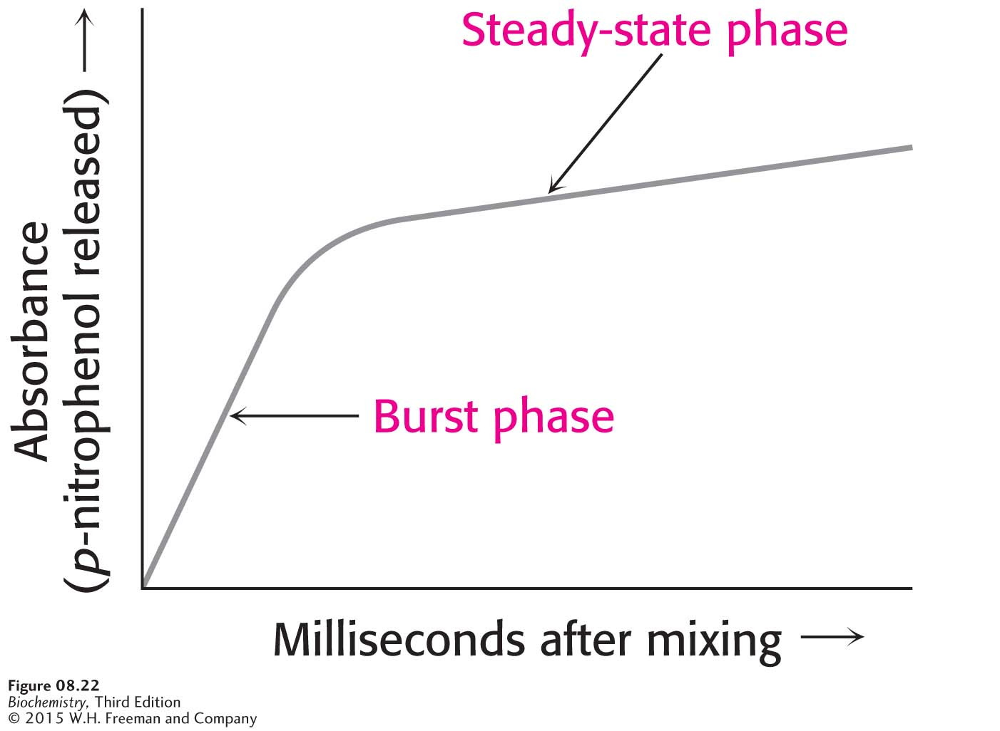 Steady-state phase
Absorbance
(p-nitrophenol released)
Burst phase
Milliseconds after mixing
Figure 08.22
Biochemistry, Third Edition
© 2015 W.H. Freeman and Company